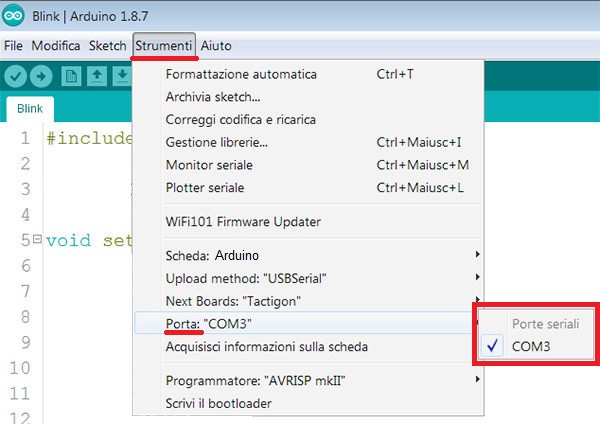 Blink | Arduino 1.8.7
File Modifica Sketch Strumenti Aiuto
Formattazione automatica Ctrl+T
Archivia sketch...
Correggi codifica e ricarica
Gestione librerie... Ctrl+Maiusc+I
Monitor seriale Ctrl+Maiusc+M
Plotter seriale Ctrl+Maiusc+L
WiFi101 Firmware Updater
Scheda: Arduino
Upload method: "USBSerial"
Next Boards: "Tactigon"
Porta: "COM3"
Acquisisci informazioni sulla scheda
Programmatore: "AVRISP mkII"
Scrivi il bootloader
Porte seriali
COM3
Blink
1 #include
2
3
4
5 void set
6
7
8
9
10
11
12